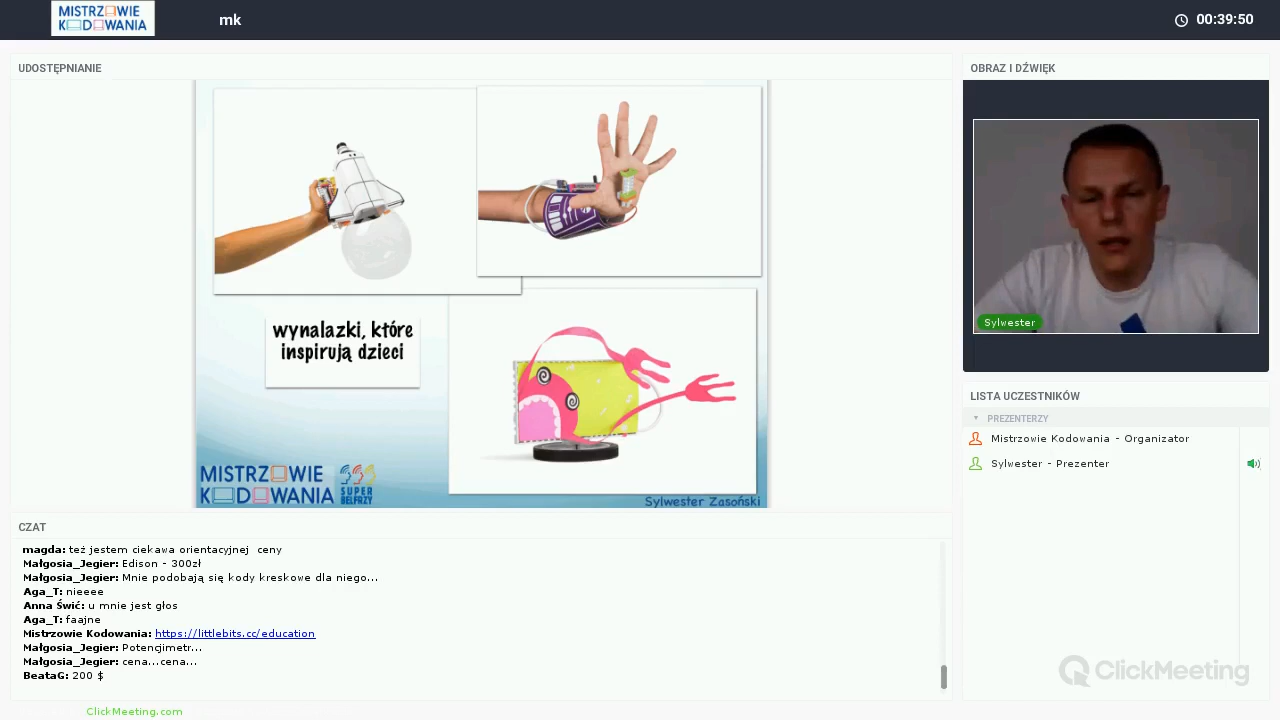 MISTRZOWIE
KODOWANIA
mk
00:39:50
UDOSTĘPNIANIE
wynalazki, które
inspirują dzieci
MISTRZOWIE
KODOWANIA
SUPER
BELFRZY
Sylwester Zasoński
OBRAZ I DŹWIĘK
Sylwester
LISTA UCZESTNIKÓW
PREZENTERZY
Mistrzowie Kodowania - Organizator
Sylwester - Prezenter
ClickMeeting
CZAT
magda: też jestem ciekawa orientacyjnej  ceny
Małgosia_Jegier: Edison - 300zł
Małgosia_Jegier: Mnie podobają się kody kreskowe dla niego...
Aga_T: nieeee
Anna Świć: u mnie jest głos
Aga_T: faajne
Mistrzowie Kodowania: https://littlebits.cc/education
Małgosia_Jegier: Potencjimetr...
Małgosia_Jegier: cena...cena...
BeataG: 200 $
ClickMeeting.com